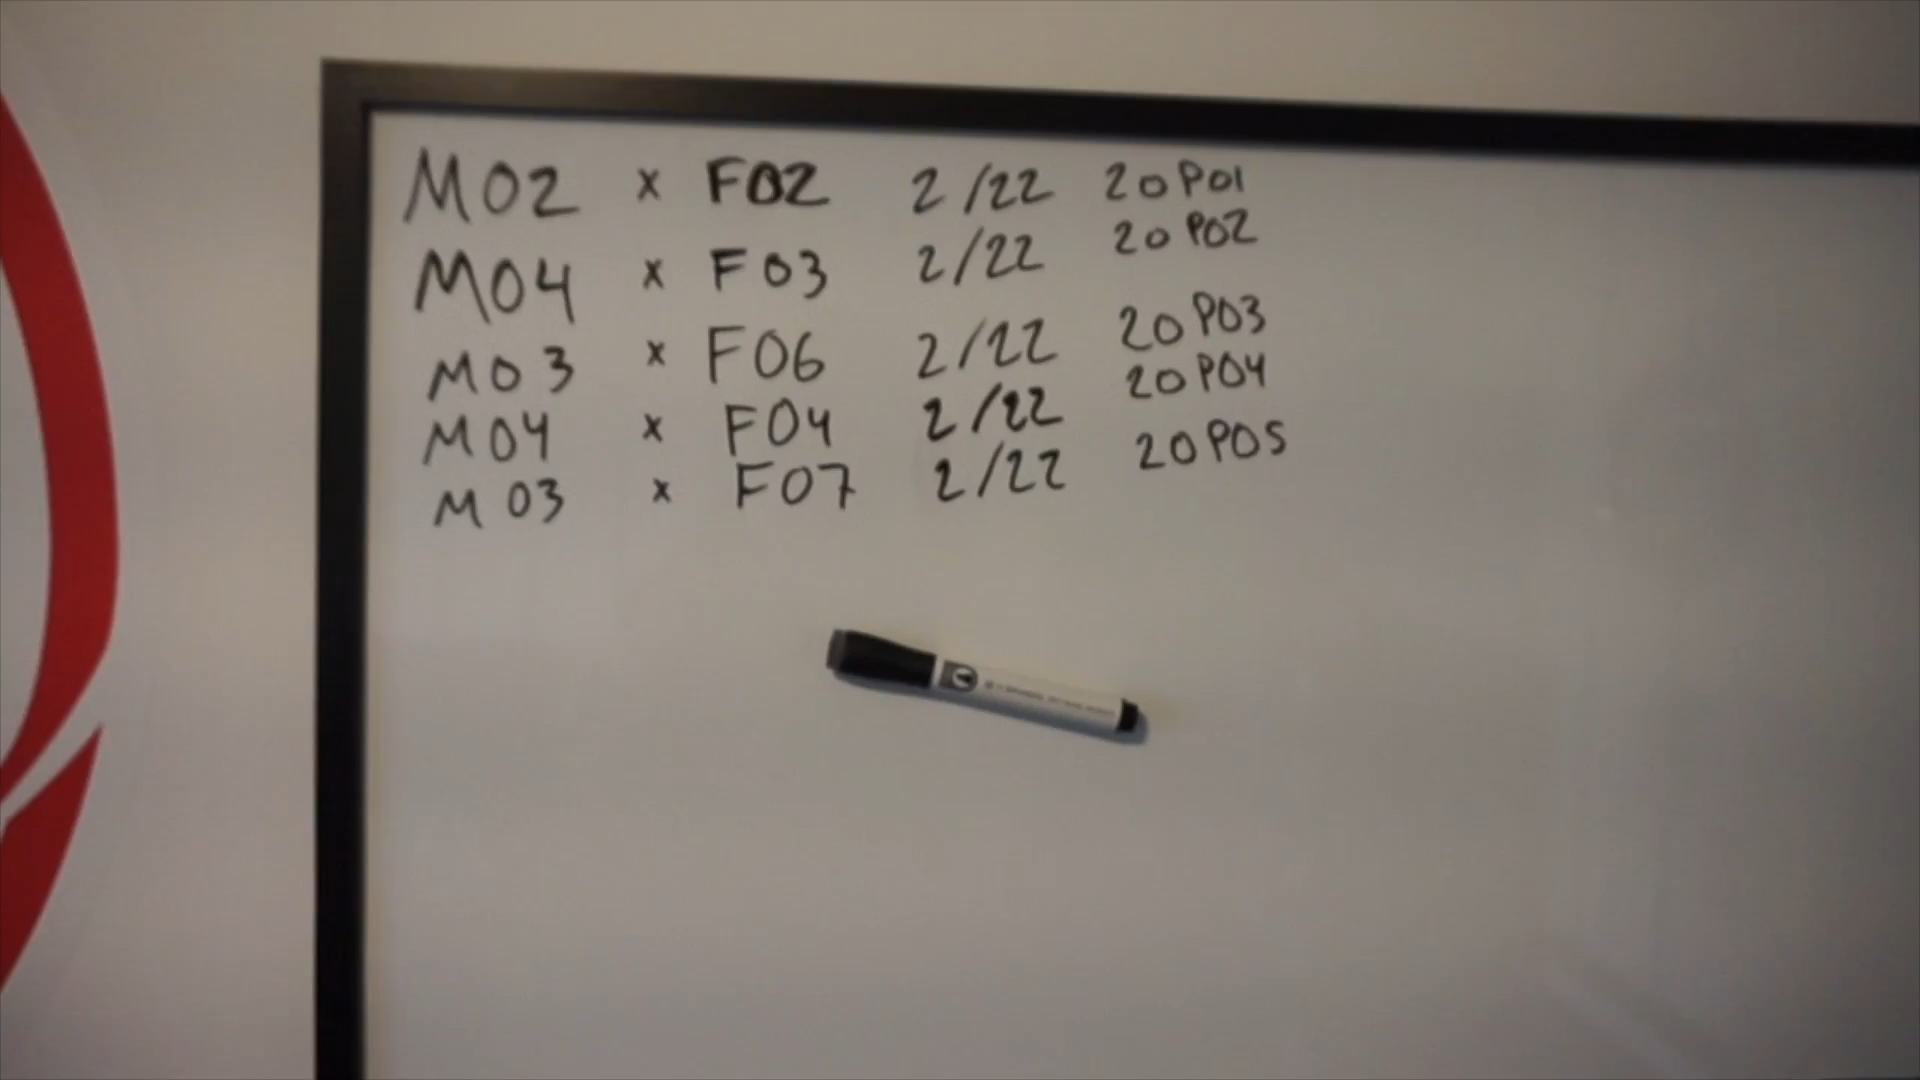 M02 x F02 2/22 20P01
M04 x F03 2/22 20P02
M03 x F06 2/22 20P03
M04 x F04 2/22 20P04
M03 x F07 2/22 20P05